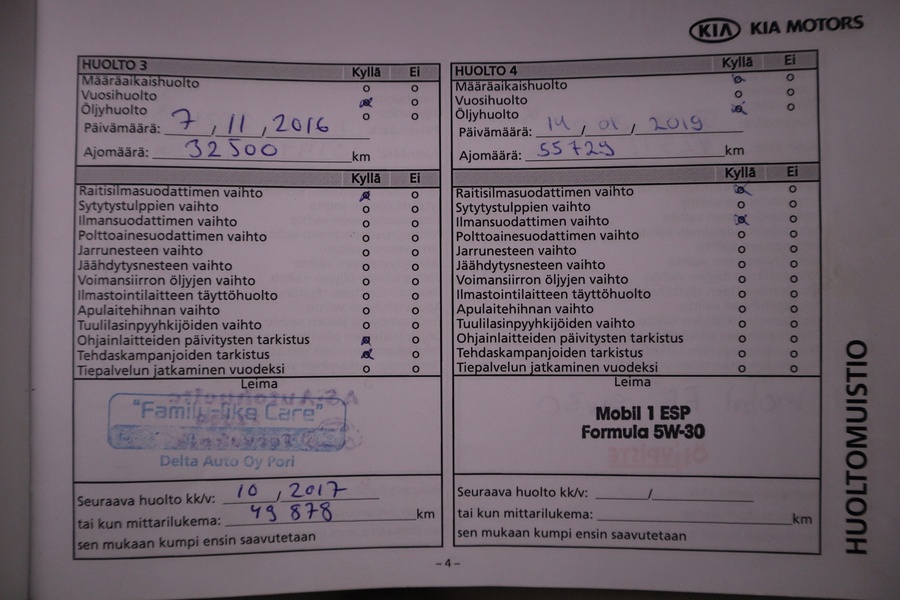 KIA KIA MOTORS
HUOLTO 3 Kyllä Ei
Määräaikaishuolto o o
Vuosihuolto o
Öljyhuolto o o
Päivämäärä: 7 / 11 / 2016
Ajomäärä: 32 500 km
Kyllä Ei
Raitisilmasuodattimen vaihto o
Sytytystulppien vaihto o o
Ilmansuodattimen vaihto o o
Polttoainesuodattimen vaihto o o
Jarrunesteen vaihto o o
Jäähdytysnesteen vaihto o o
Voimansiirron öljyjen vaihto o o
Ilmastointilaitteen täyttöhuolto o o
Apulaitehihnan vaihto o o
Tuulilasinpyyhkijöiden vaihto o o
Ohjainlaitteiden päivitysten tarkistus o
Tehdaskampanjoiden tarkistus o
Tiepalvelun jatkaminen vuodeksi o o
Leima
"Family-like Care"
Delta Auto Oy Pori
Seuraava huolto kk/v: 10 / 2017
tai kun mittarilukema: 49 878 km
sen mukaan kumpi ensin saavutetaan
HUOLTO 4 Kyllä Ei
Määräaikaishuolto o
Vuosihuolto o o
Öljyhuolto o
Päivämäärä: 14 / 01 / 2019
Ajomäärä: 55 729 km
Kyllä Ei
Raitisilmasuodattimen vaihto o
Sytytystulppien vaihto o o
Ilmansuodattimen vaihto o
Polttoainesuodattimen vaihto o o
Jarrunesteen vaihto o o
Jäähdytysnesteen vaihto o o
Voimansiirron öljyjen vaihto o o
Ilmastointilaitteen täyttöhuolto o o
Apulaitehihnan vaihto o o
Tuulilasinpyyhkijöiden vaihto o o
Ohjainlaitteiden päivitysten tarkistus o o
Tehdaskampanjoiden tarkistus o o
Tiepalvelun jatkaminen vuodeksi o o
Leima
Mobil 1 ESP
Formula 5W-30
Seuraava huolto kk/v: /
tai kun mittarilukema: km
sen mukaan kumpi ensin saavutetaan
HUOLTOMUISTIO
– 4 –